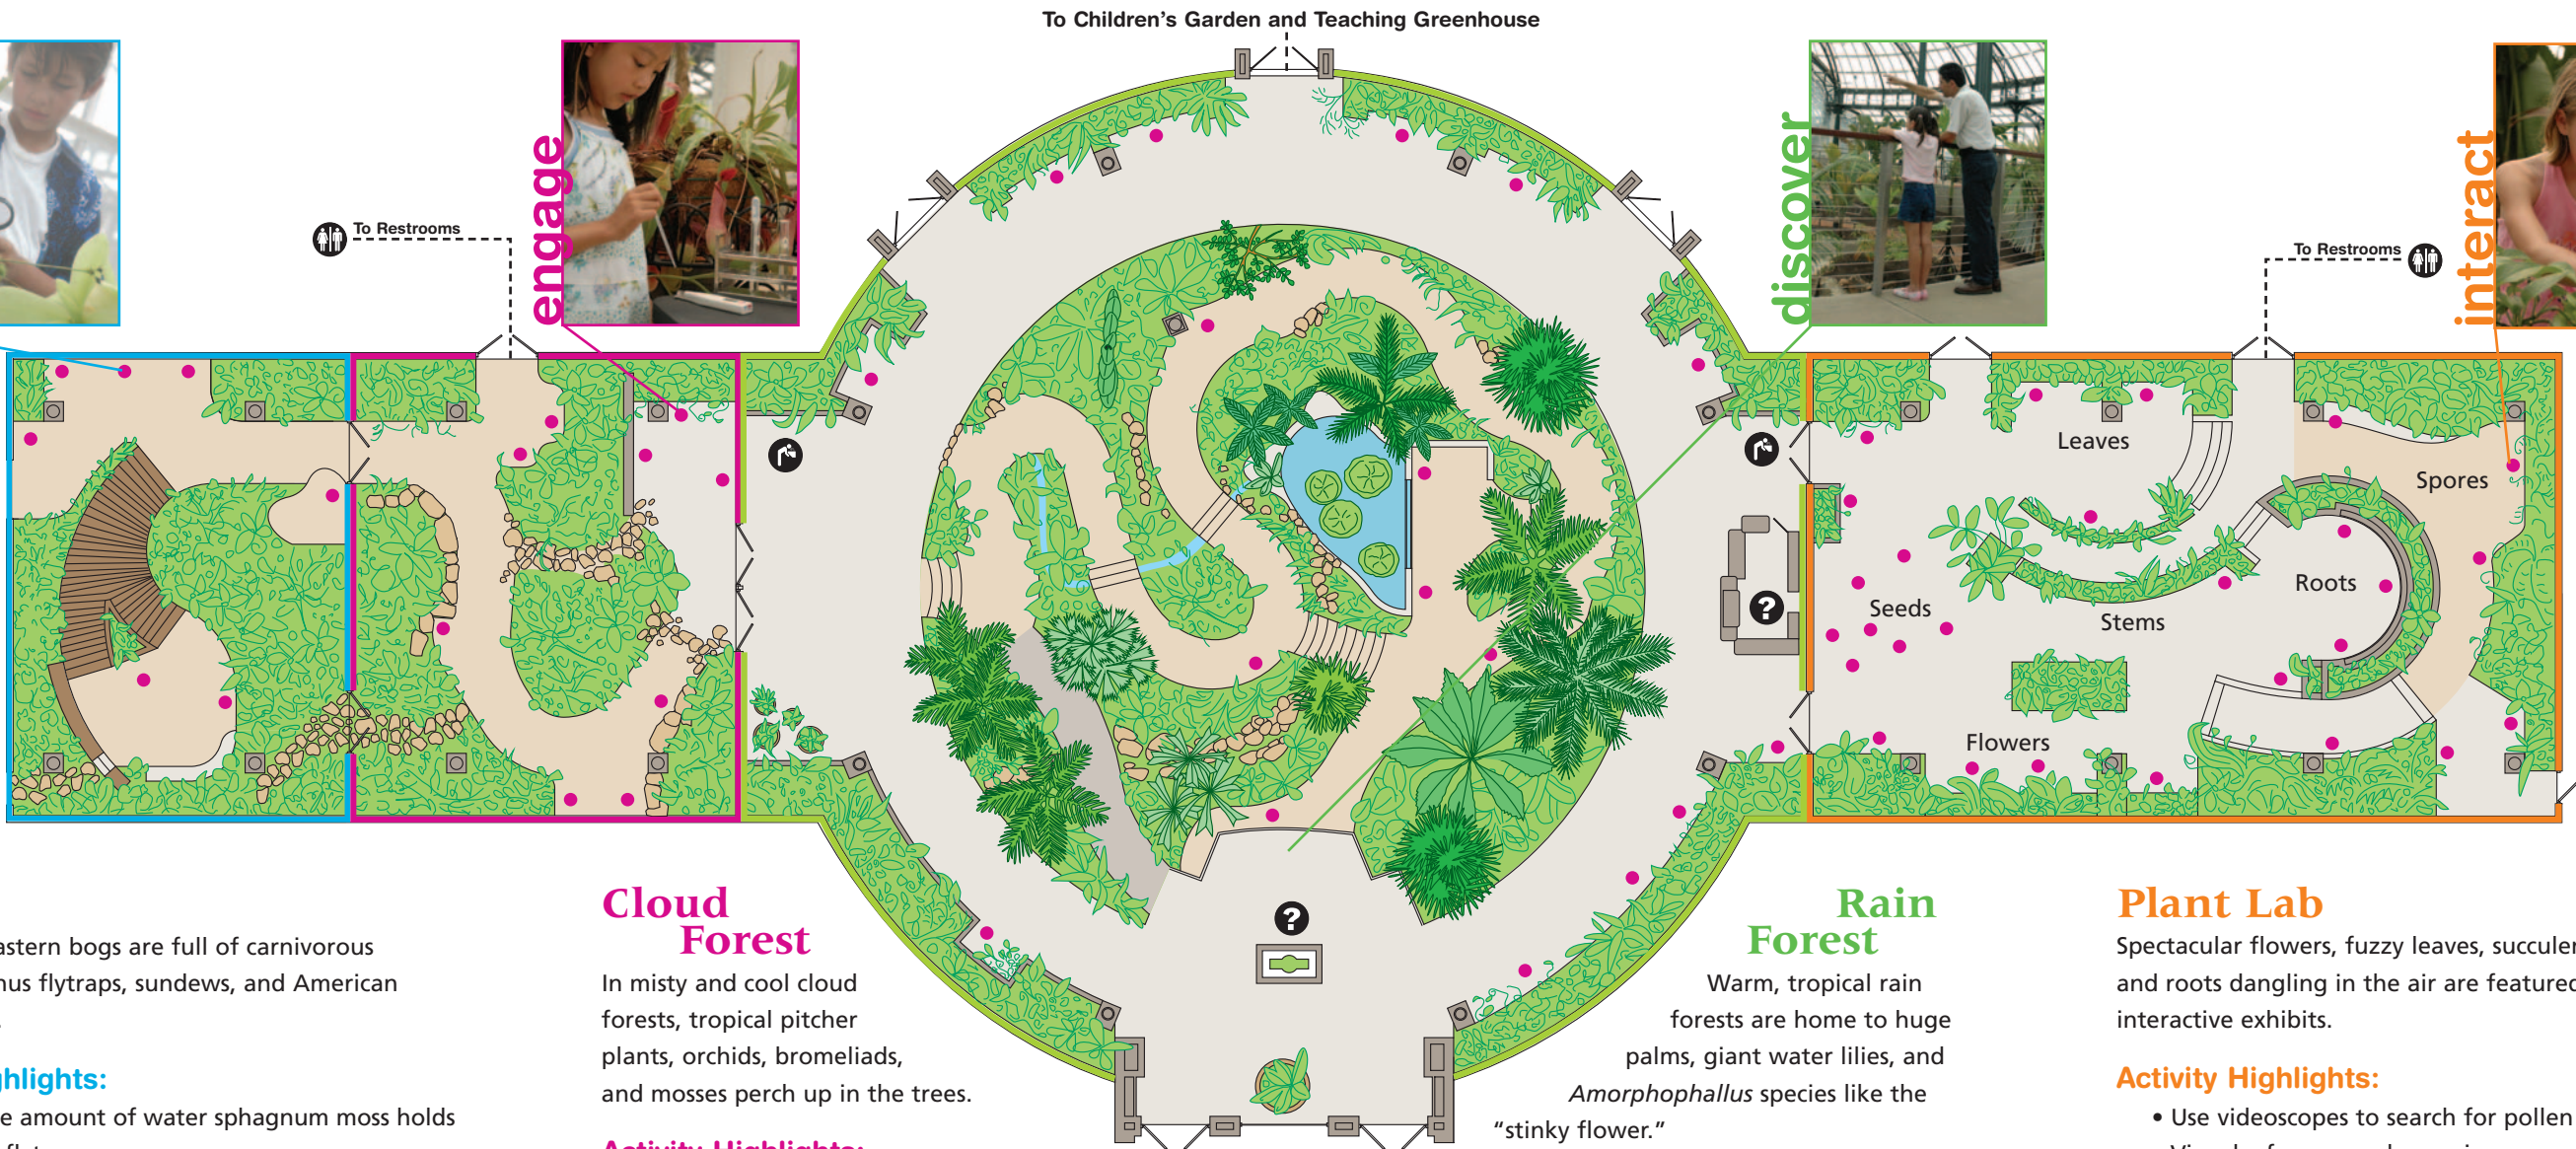 To Children's Garden and Teaching Greenhouse
engage
discover
interact
To Restrooms
To Restrooms
Leaves
Spores
Roots
Seeds
Stems
Flowers
?
?
astern bogs are full of carnivorous
nus flytraps, sundews, and American
ghlights:
e amount of water sphagnum moss holds
Cloud
Forest
In misty and cool cloud
forests, tropical pitcher
plants, orchids, bromeliads,
and mosses perch up in the trees.
Activity Highlights:
Rain
Forest
Warm, tropical rain
forests are home to huge
palms, giant water lilies, and
Amorphophallus species like the
“stinky flower.”
Plant Lab
Spectacular flowers, fuzzy leaves, succulen
and roots dangling in the air are featured
interactive exhibits.
Activity Highlights:
• Use videoscopes to search for pollen